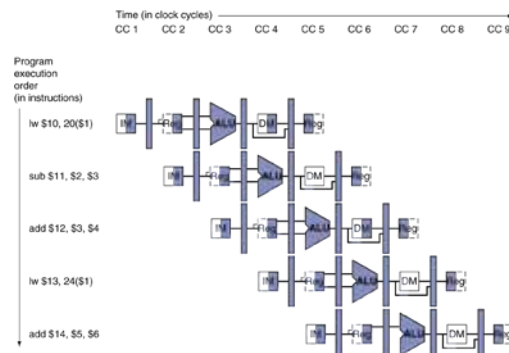 Time (in clock cycles)
CC 1 CC 2 CC 3 CC 4 CC 5 CC 6 CC 7 CC 8 CC 9
Program
execution
order
(in instructions)
lw $10, 20($1)
IM Reg ALU DM Reg
sub $11, $2, $3
IM Reg ALU DM Reg
add $12, $3, $4
IM Reg ALU DM Reg
lw $13, 24($1)
IM Reg ALU DM Reg
add $14, $5, $6
IM Reg ALU DM Reg